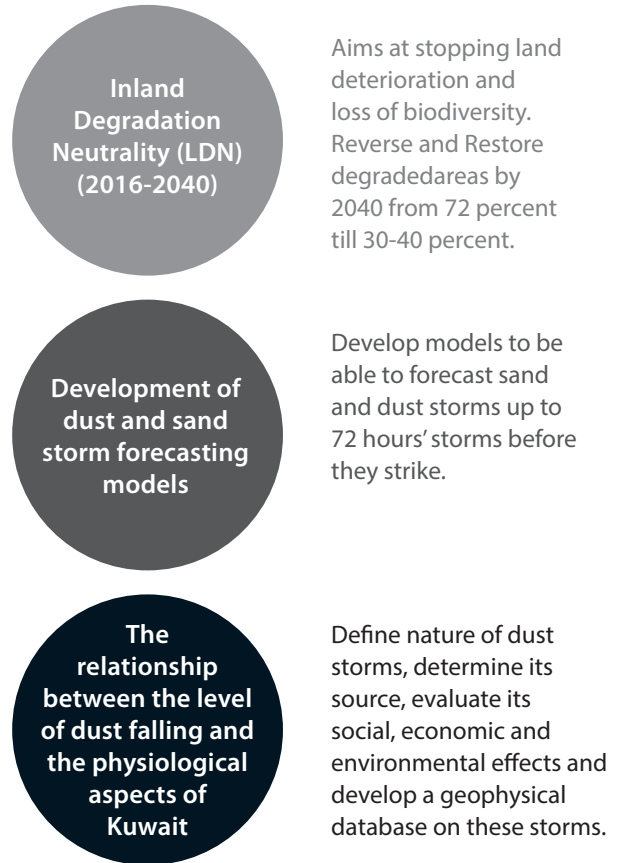 Inland
Degradation
Neutrality (LDN)
(2016-2040)
Aims at stopping land
deterioration and
loss of biodiversity.
Reverse and Restore
degradedareas by
2040 from 72 percent
till 30-40 percent.
Development of
dust and sand
storm forecasting
models
Develop models to be
able to forecast sand
and dust storms up to
72 hours’ storms before
they strike.
The
relationship
between the level
of dust falling and
the physiological
aspects of
Kuwait
Define nature of dust
storms, determine its
source, evaluate its
social, economic and
environmental effects and
develop a geophysical
database on these storms.